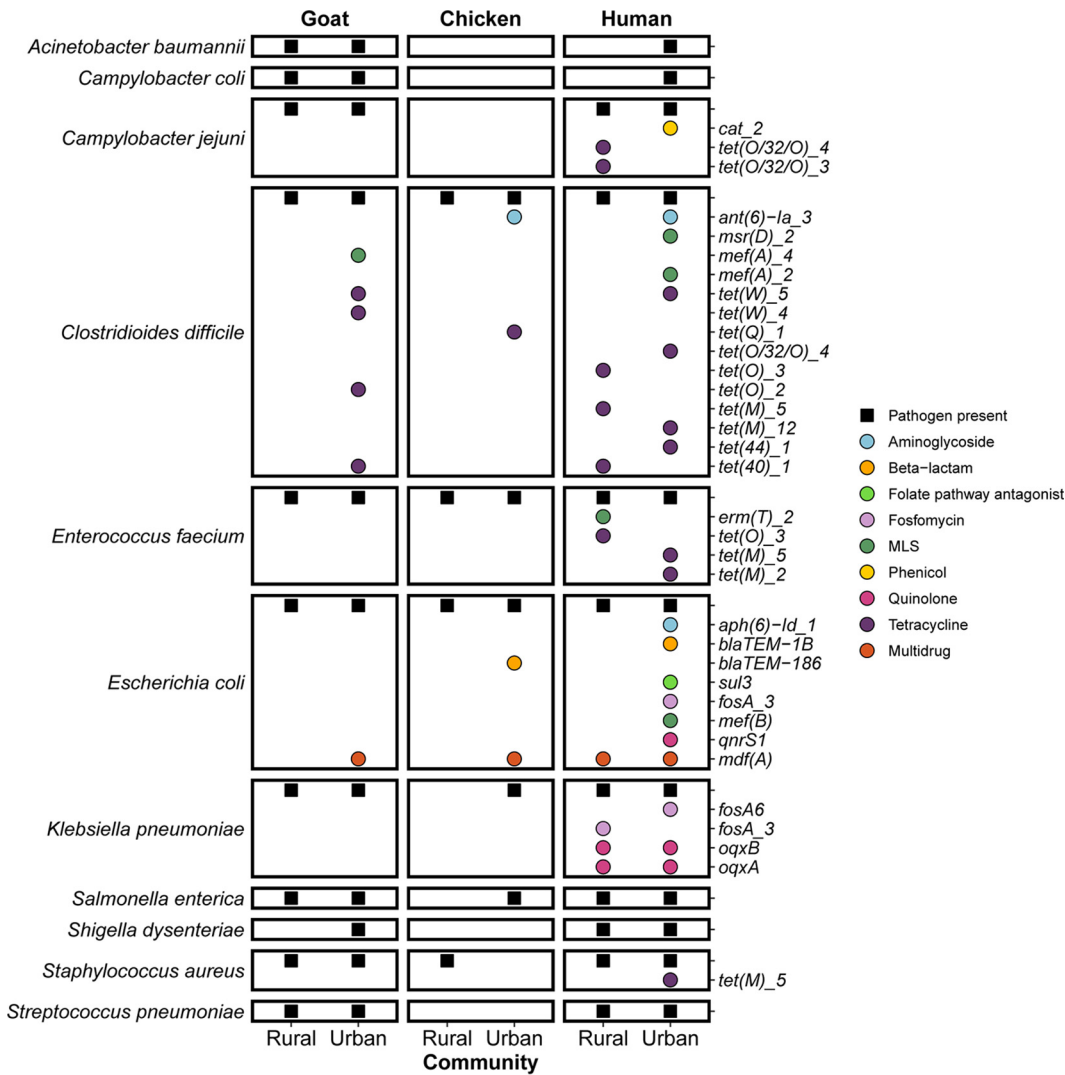 Goat Chicken Human
Acinetobacter baumannii
Campylobacter coli
Campylobacter jejuni
cat_2
tet(O/32/O)_4
tet(O/32/O)_3
Clostridioides difficile
ant(6)−Ia_3
msr(D)_2
mef(A)_4
mef(A)_2
tet(W)_5
tet(W)_4
tet(Q)_1
tet(O/32/O)_4
tet(O)_3
tet(O)_2
tet(M)_5
tet(M)_12
tet(44)_1
tet(40)_1
Enterococcus faecium
erm(T)_2
tet(O)_3
tet(M)_5
tet(M)_2
Escherichia coli
aph(6)−Id_1
blaTEM−1B
blaTEM−186
sul3
fosA_3
mef(B)
qnrS1
mdf(A)
Klebsiella pneumoniae
fosA6
fosA_3
oqxB
oqxA
Salmonella enterica
Shigella dysenteriae
Staphylococcus aureus
tet(M)_5
Streptococcus pneumoniae
Rural Urban Rural Urban Rural Urban
Community
Pathogen present
Aminoglycoside
Beta−lactam
Folate pathway antagonist
Fosfomycin
MLS
Phenicol
Quinolone
Tetracycline
Multidrug